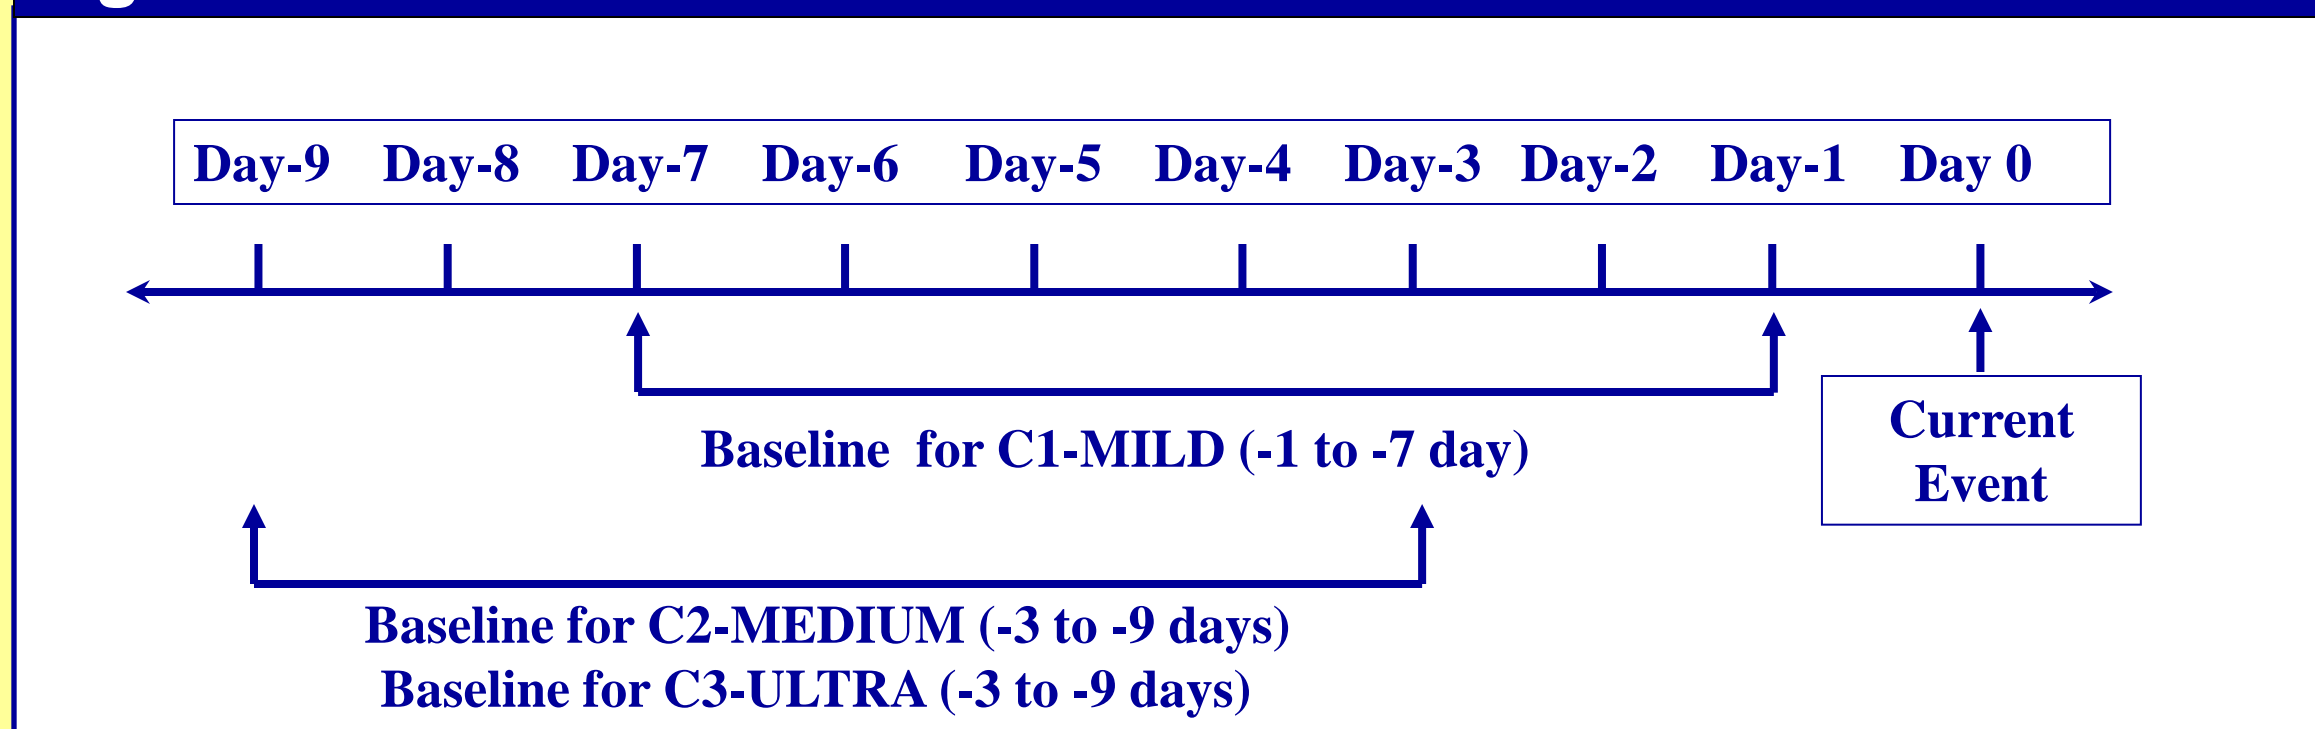 Day-9 Day-8 Day-7 Day-6 Day-5 Day-4 Day-3 Day-2 Day-1 Day 0
Current
Event
Baseline for C1-MILD (-1 to -7 day)
Baseline for C2-MEDIUM (-3 to -9 days)
Baseline for C3-ULTRA (-3 to -9 days)